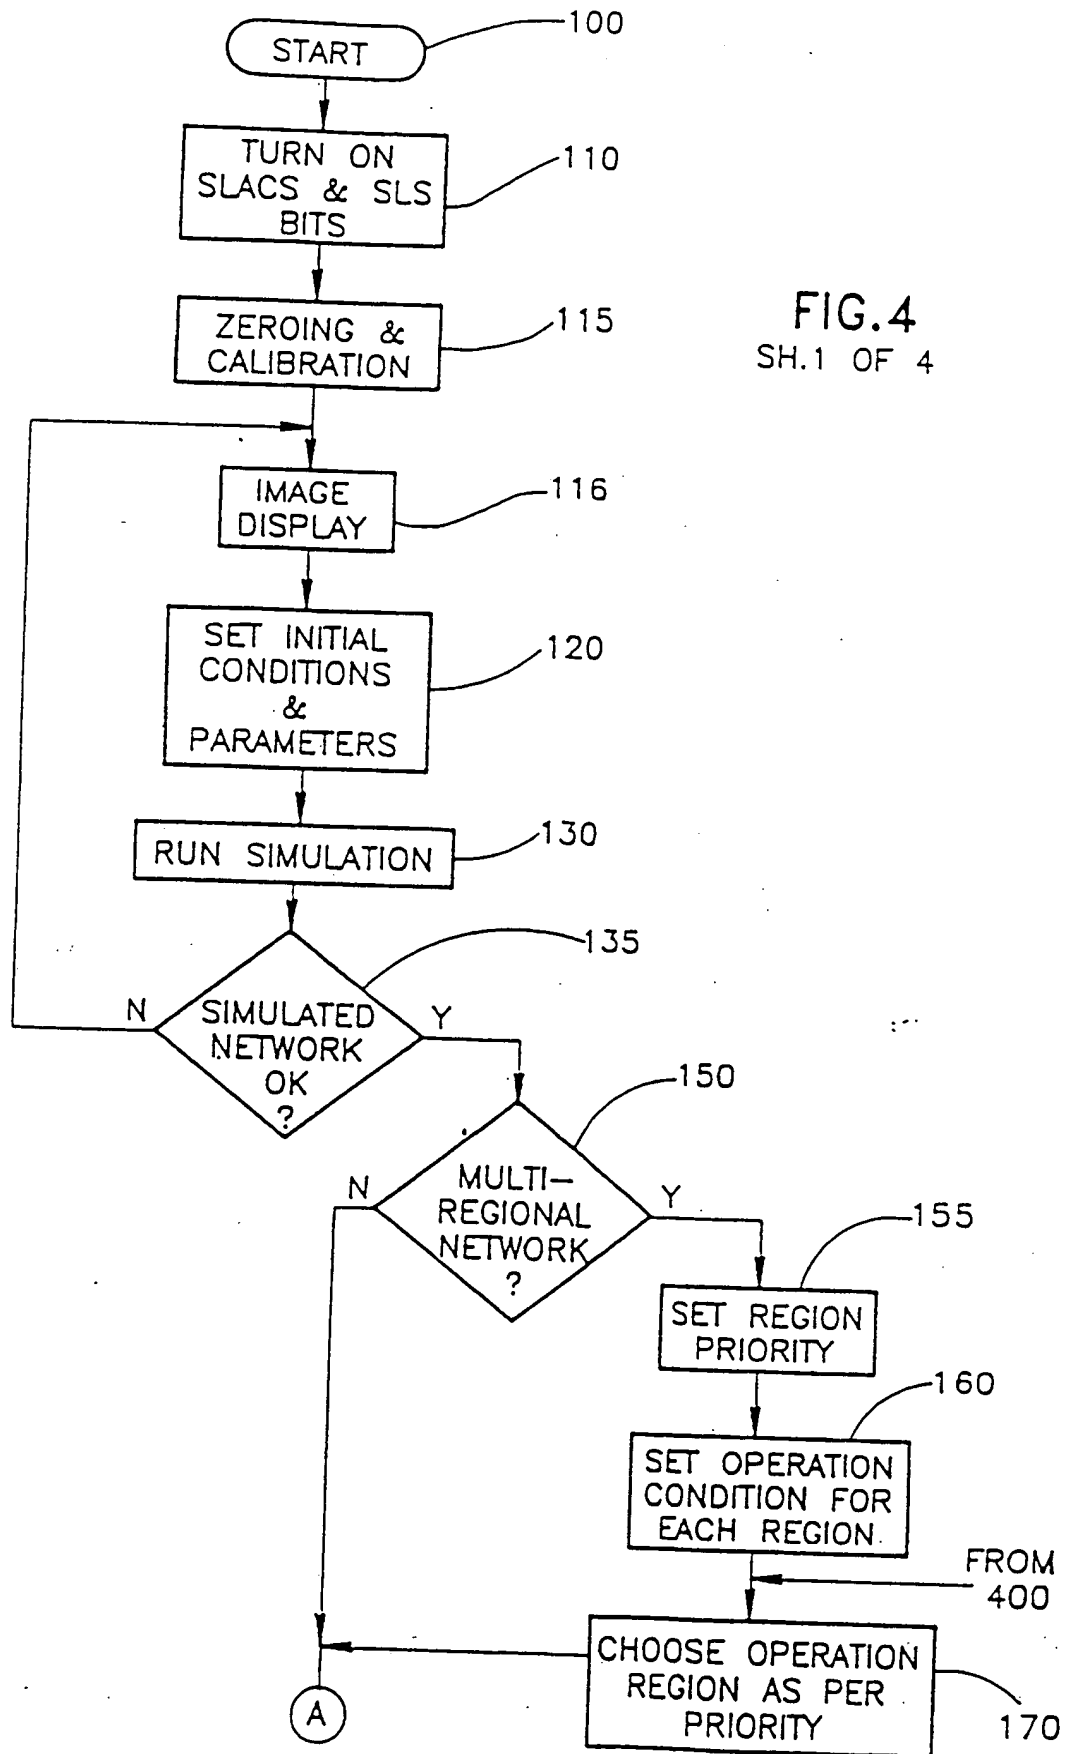 START
100
TURN ON
SLACS & SLS
BITS
110
ZEROING &
CALIBRATION
115
FIG.4
SH.1 OF 4
IMAGE
DISPLAY
116
SET INITIAL
CONDITIONS
&
PARAMETERS
120
RUN SIMULATION
130
135
N
SIMULATED
NETWORK
OK
?
Y
150
N
MULTI-
REGIONAL
NETWORK
?
Y
155
SET REGION
PRIORITY
160
SET OPERATION
CONDITION FOR
EACH REGION.
FROM
400
CHOOSE OPERATION
REGION AS PER
PRIORITY
170
A